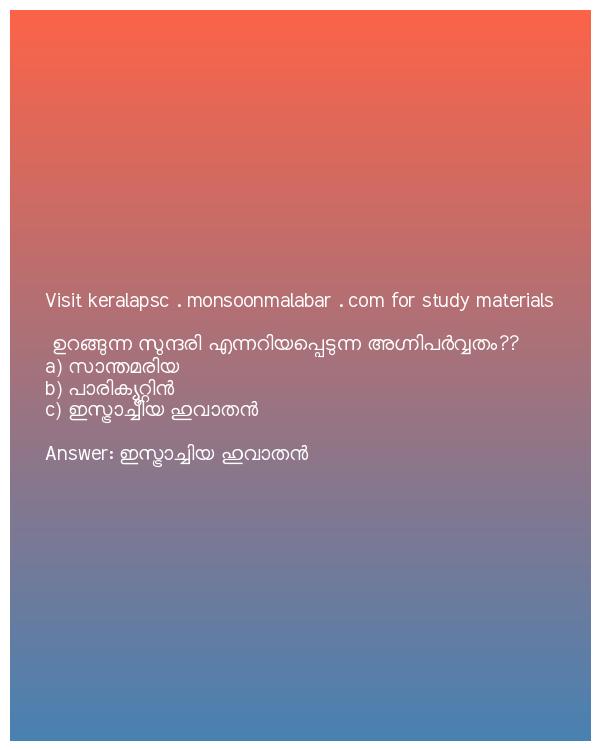 Visit keralapsc . monsoonmalabar . com for study materials
ഉറങ്ങുന്ന സുന്ദരി എന്നറിയപ്പെടുന്ന അഗ്നിപർവ്വതം??
a) സാന്തമരിയ
b) പാരിക്യൂറ്റിൻ
c) ഇസ്ട്രാച്ചിയ ഹുവാതൻ
Answer: ഇസ്ട്രാച്ചിയ ഹുവാതൻ